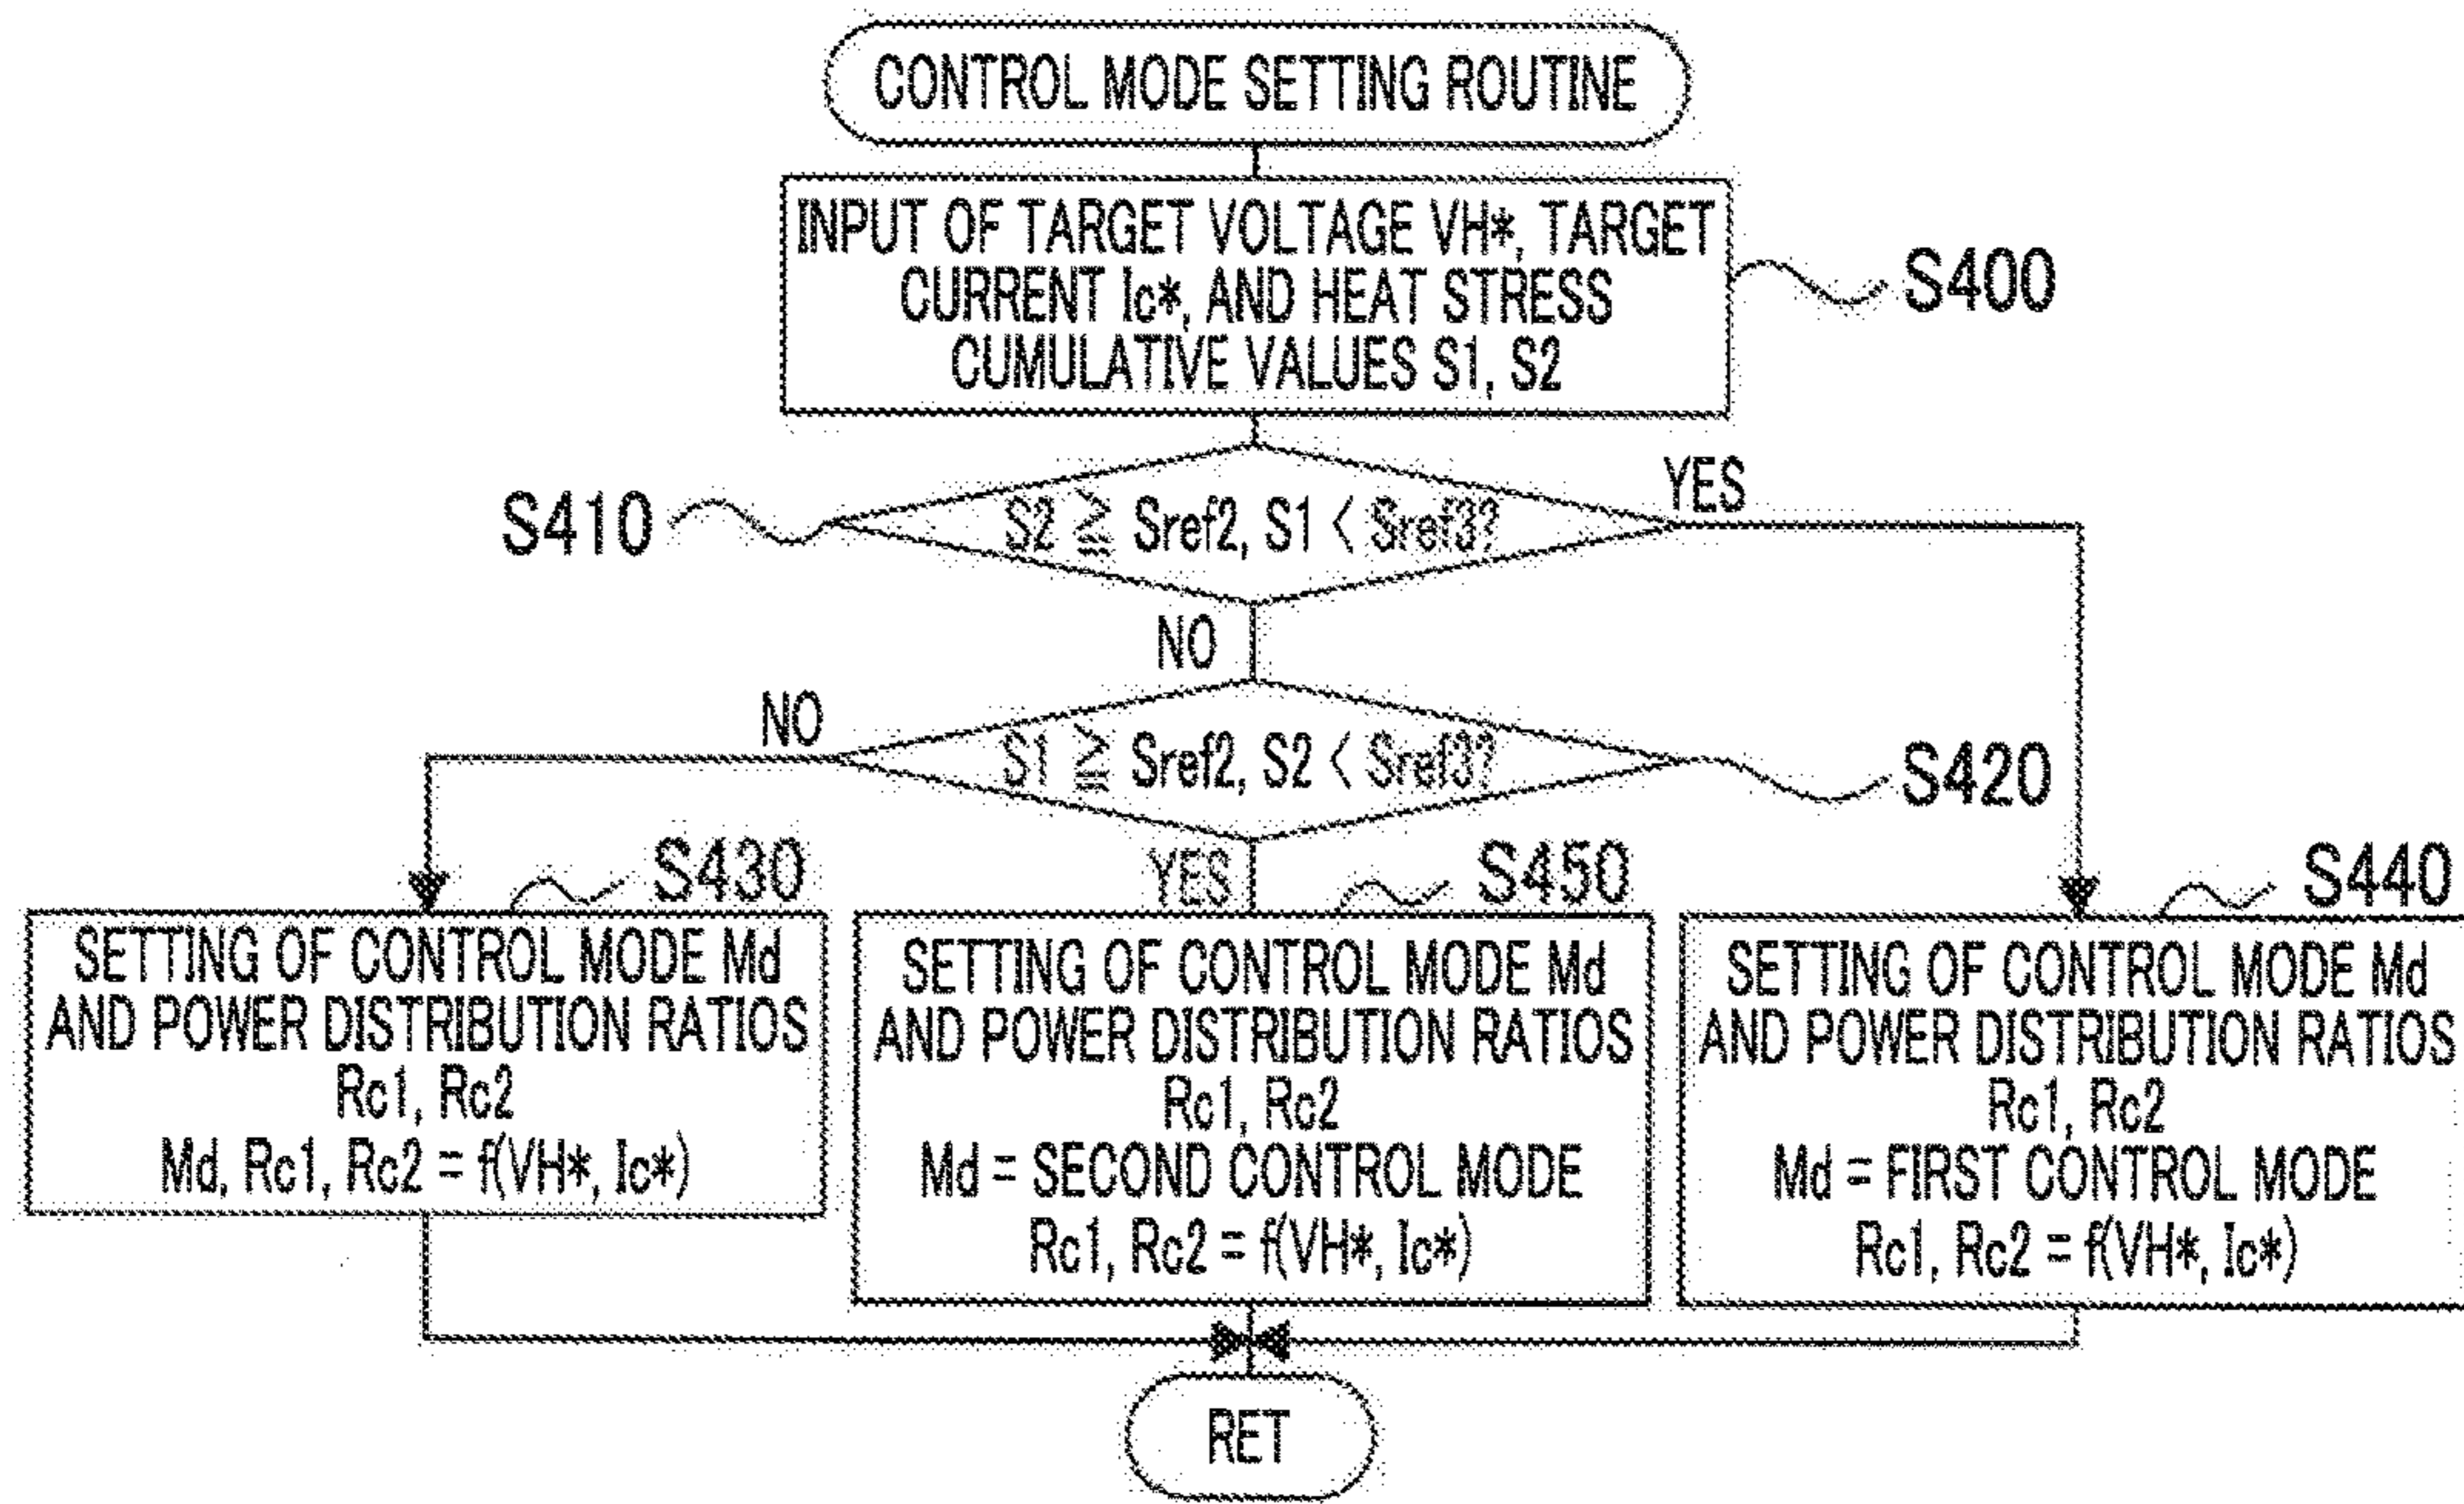 CONTROL MODE SETTING ROUTINE
INPUT OF TARGET VOLTAGE VH*, TARGET
CURRENT Ic*, AND HEAT STRESS
CUMULATIVE VALUES S1, S2
S400
S410
S2 ≧ Sref2, S1 < Sref3?
YES
NO
NO
S1 ≧ Sref2, S2 < Sref3?
S420
YES
S430
SETTING OF CONTROL MODE Md
AND POWER DISTRIBUTION RATIOS
Rc1, Rc2
Md, Rc1, Rc2 = f(VH*, Ic*)
S450
SETTING OF CONTROL MODE Md
AND POWER DISTRIBUTION RATIOS
Rc1, Rc2
Md = SECOND CONTROL MODE
Rc1, Rc2 = f(VH*, Ic*)
S440
SETTING OF CONTROL MODE Md
AND POWER DISTRIBUTION RATIOS
Rc1, Rc2
Md = FIRST CONTROL MODE
Rc1, Rc2 = f(VH*, Ic*)
RET